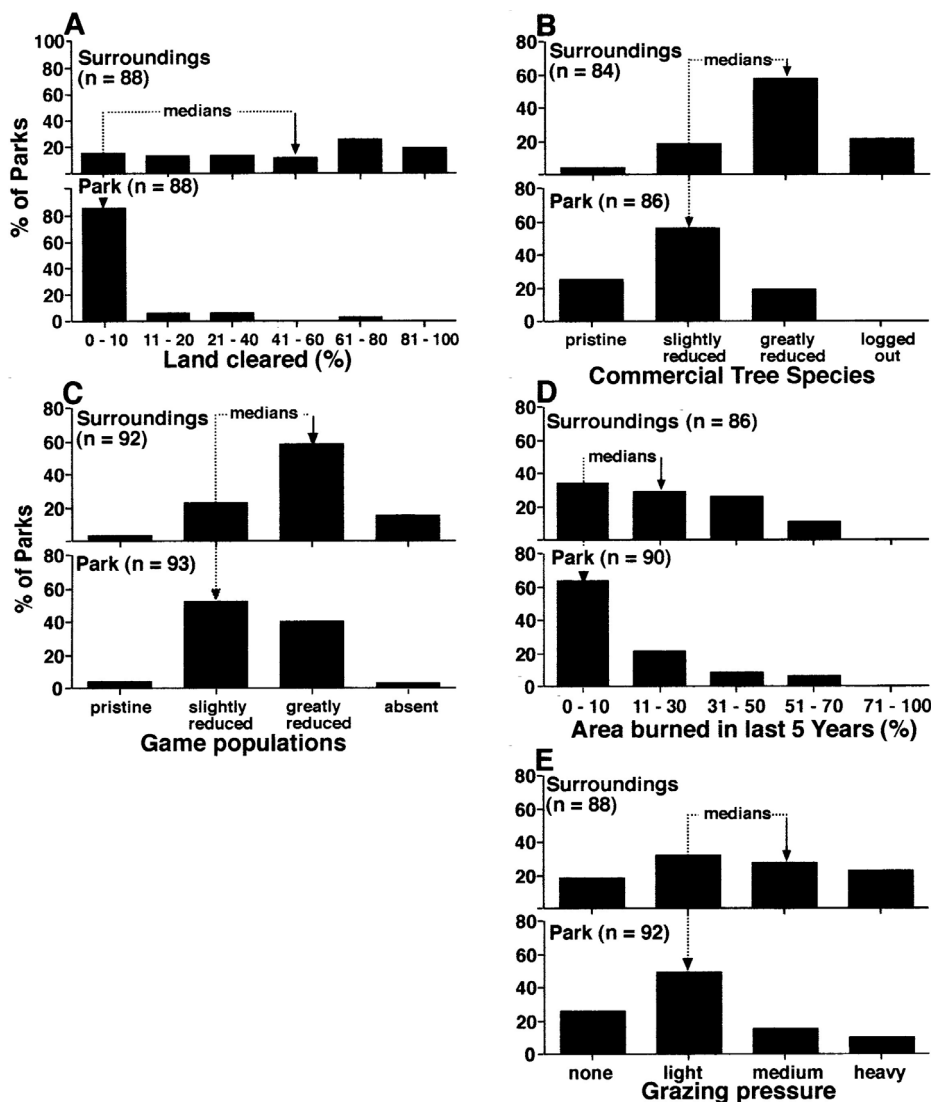 A
100
80
60
40
20
Surroundings
(n = 88)
medians
% of Parks
Park (n = 88)
80
60
40
20
0
0 - 10 11 - 20 21 - 40 41 - 60 61 - 80 81 - 100
Land cleared (%)
B
80
60
40
20
Surroundings
(n = 84)
medians
Park (n = 86)
80
60
40
20
0
pristine slightly reduced greatly reduced logged out
Commercial Tree Species
C
80
60
40
20
Surroundings
(n = 92)
medians
% of Parks
Park (n = 93)
80
60
40
20
0
pristine slightly reduced greatly reduced absent
Game populations
D
80
60
40
20
Surroundings (n = 86)
medians
Park (n = 90)
80
60
40
20
0
0 - 10 11 - 30 31 - 50 51 - 70 71 - 100
Area burned in last 5 Years (%)
E
80
60
40
20
Surroundings
(n = 88)
medians
Park (n = 92)
80
60
40
20
0
none light medium heavy
Grazing pressure